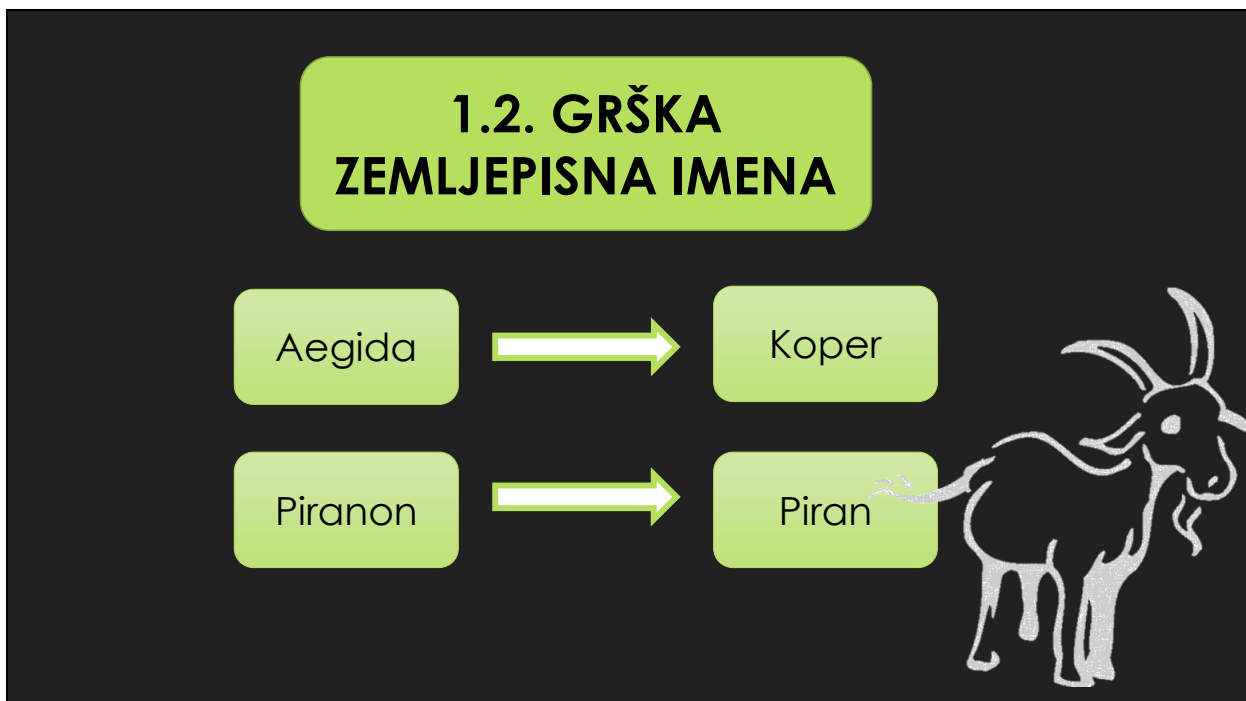 1.2. GRŠKA
ZEMLJEPISNA IMENA
Aegida
Koper
Piranon
Piran